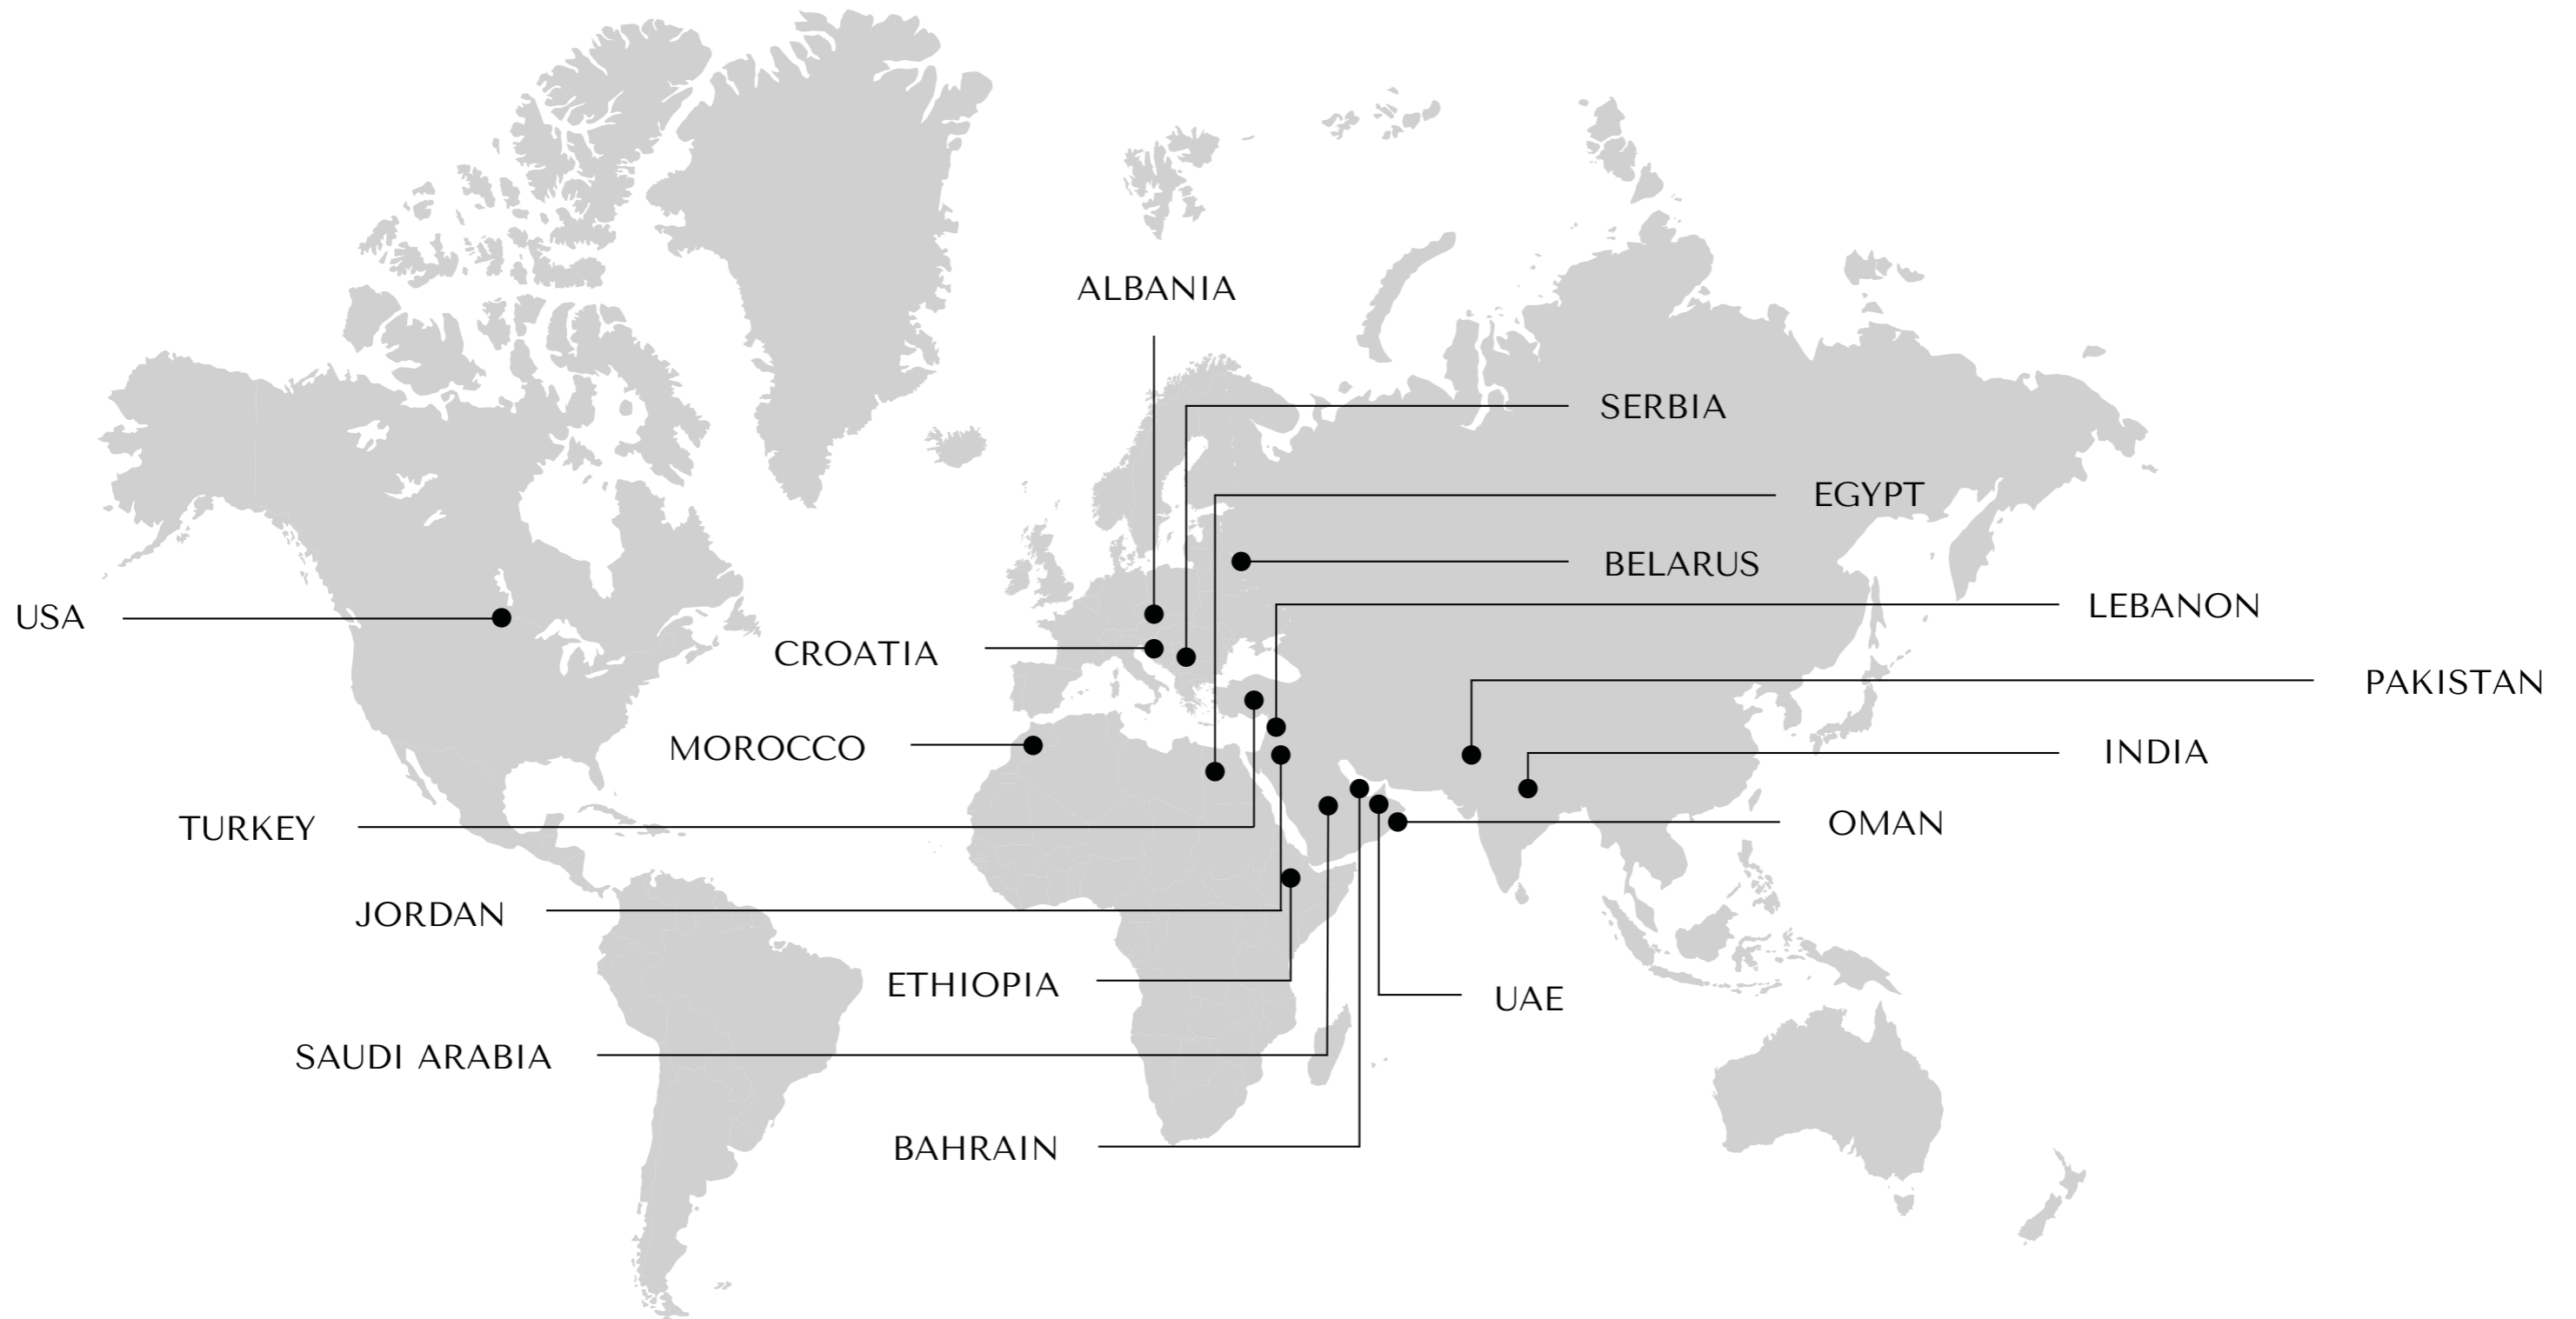 ALBANIA
SERBIA
EGYPT
BELARUS
LEBANON
USA
CROATIA
PAKISTAN
MOROCCO
INDIA
TURKEY
OMAN
JORDAN
ETHIOPIA
UAE
SAUDI ARABIA
BAHRAIN